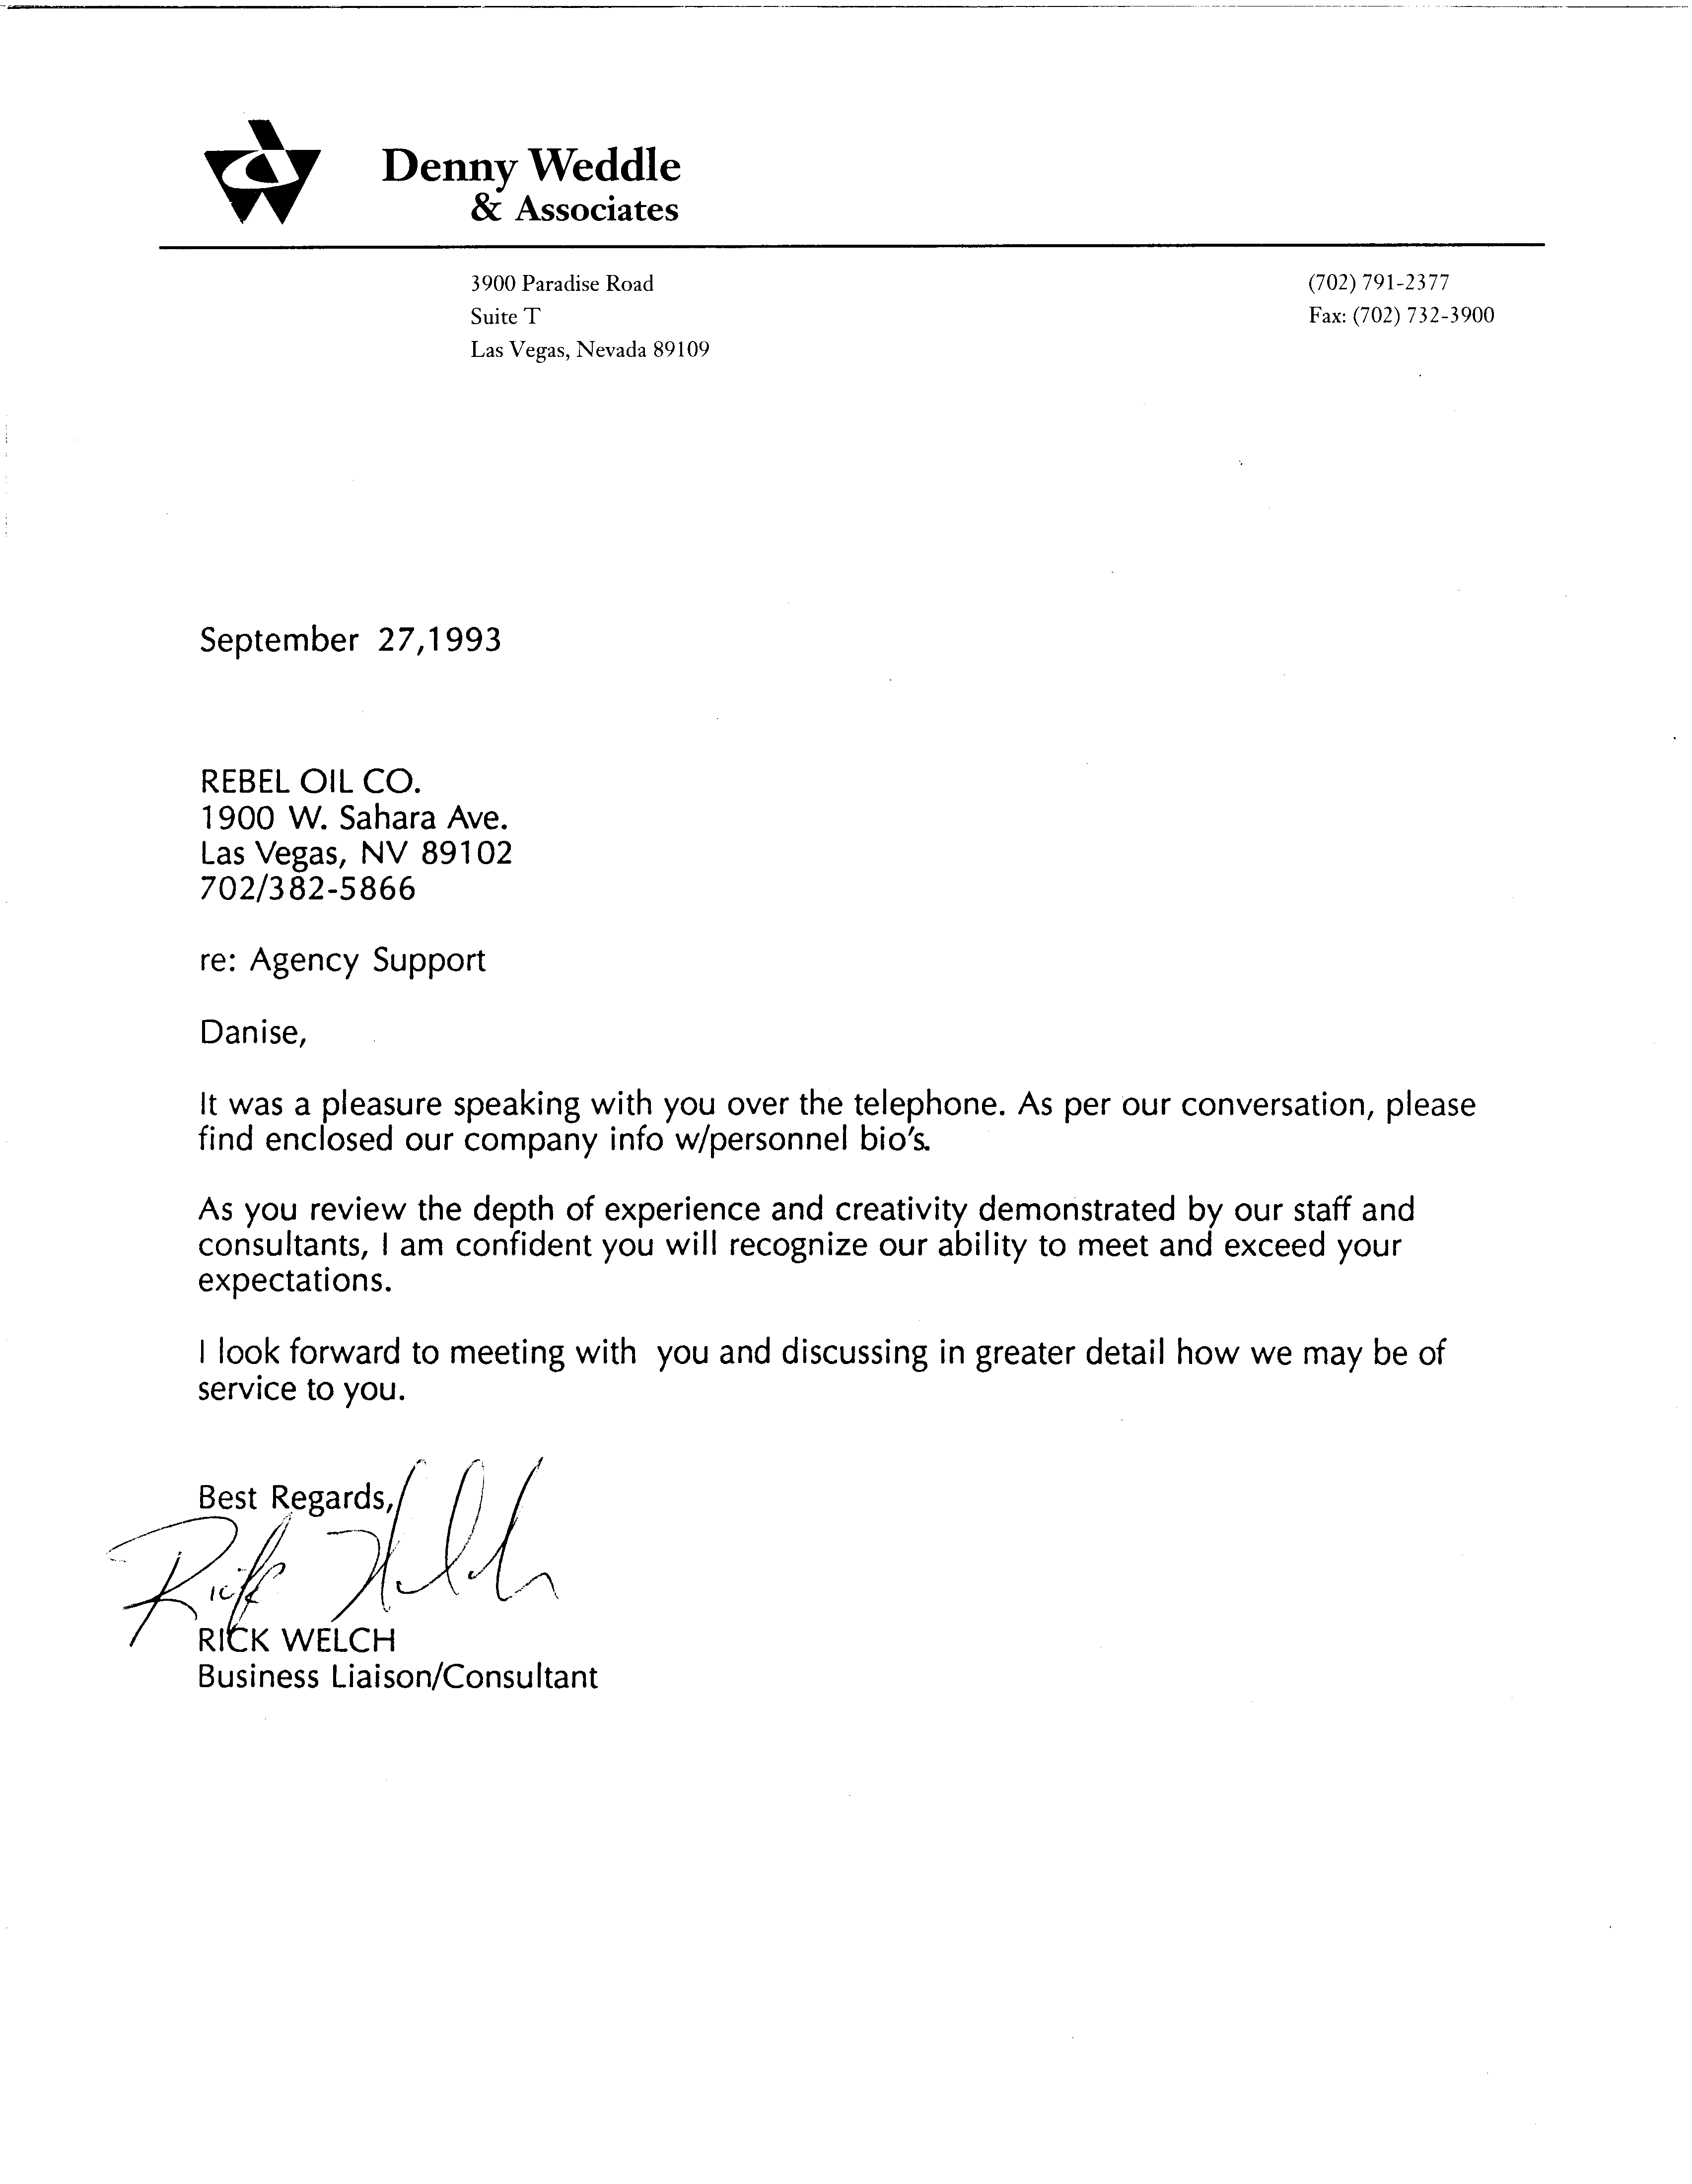 Denny Weddle
& Associates
3900 Paradise Road
Suite T
Las Vegas, Nevada 89109
(702) 791-2377
Fax: (702) 732-3900
September 27,1993
REBEL OIL CO.
1900 W. Sahara Ave.
Las Vegas, NV 89102
702/382-5866
re: Agency Support
Danise,
It was a pleasure speaking with you over the telephone. As per our conversation, please
find enclosed our company info w/personnel bio's.
As you review the depth of experience and creativity demonstrated by our staff and
consultants, I am confident you will recognize our ability to meet and exceed your
expectations.
I look forward to meeting with you and discussing in greater detail how we may be of
service to you.
Best Regards,
Rick Welch
RICK WELCH
Business Liaison/Consultant